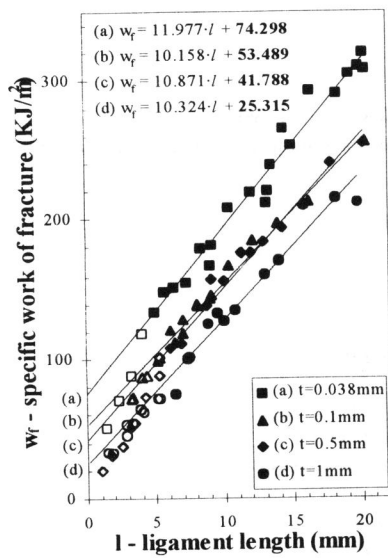 (a) wf = 11.977·l + 74.298
(b) wf = 10.158·l + 53.489
(c) wf = 10.871·l + 41.788
(d) wf = 10.324·l + 25.315
300
200
100
(a)
(b)
(c)
(d)
0
wf - specific work of fracture (KJ/m²)
(a) t=0.038mm
(b) t=0.1mm
(c) t=0.5mm
(d) t=1mm
0 5 10 15 20
l - ligament length (mm)